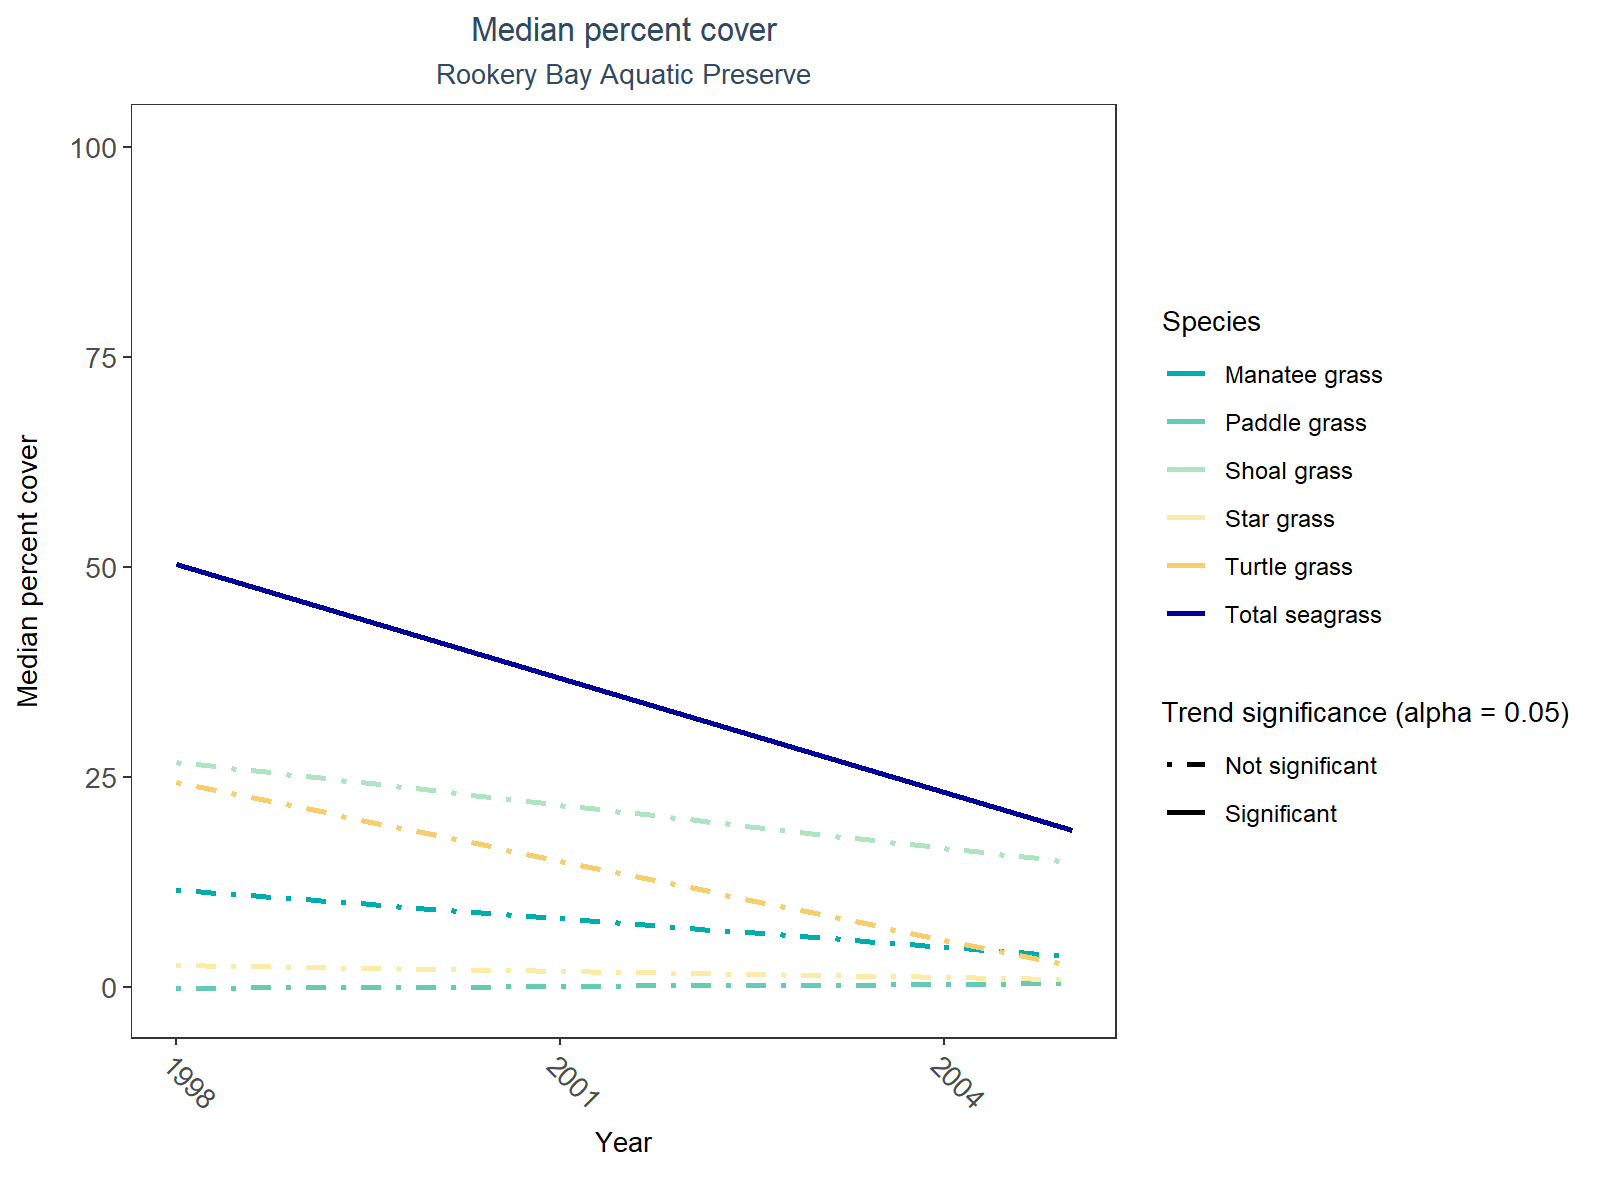 Median percent cover
Rookery Bay Aquatic Preserve
Median percent cover
100
75
50
25
0
1998
2001
2004
Year
Species
Manatee grass
Paddle grass
Shoal grass
Star grass
Turtle grass
Total seagrass
Trend significance (alpha = 0.05)
Not significant
Significant